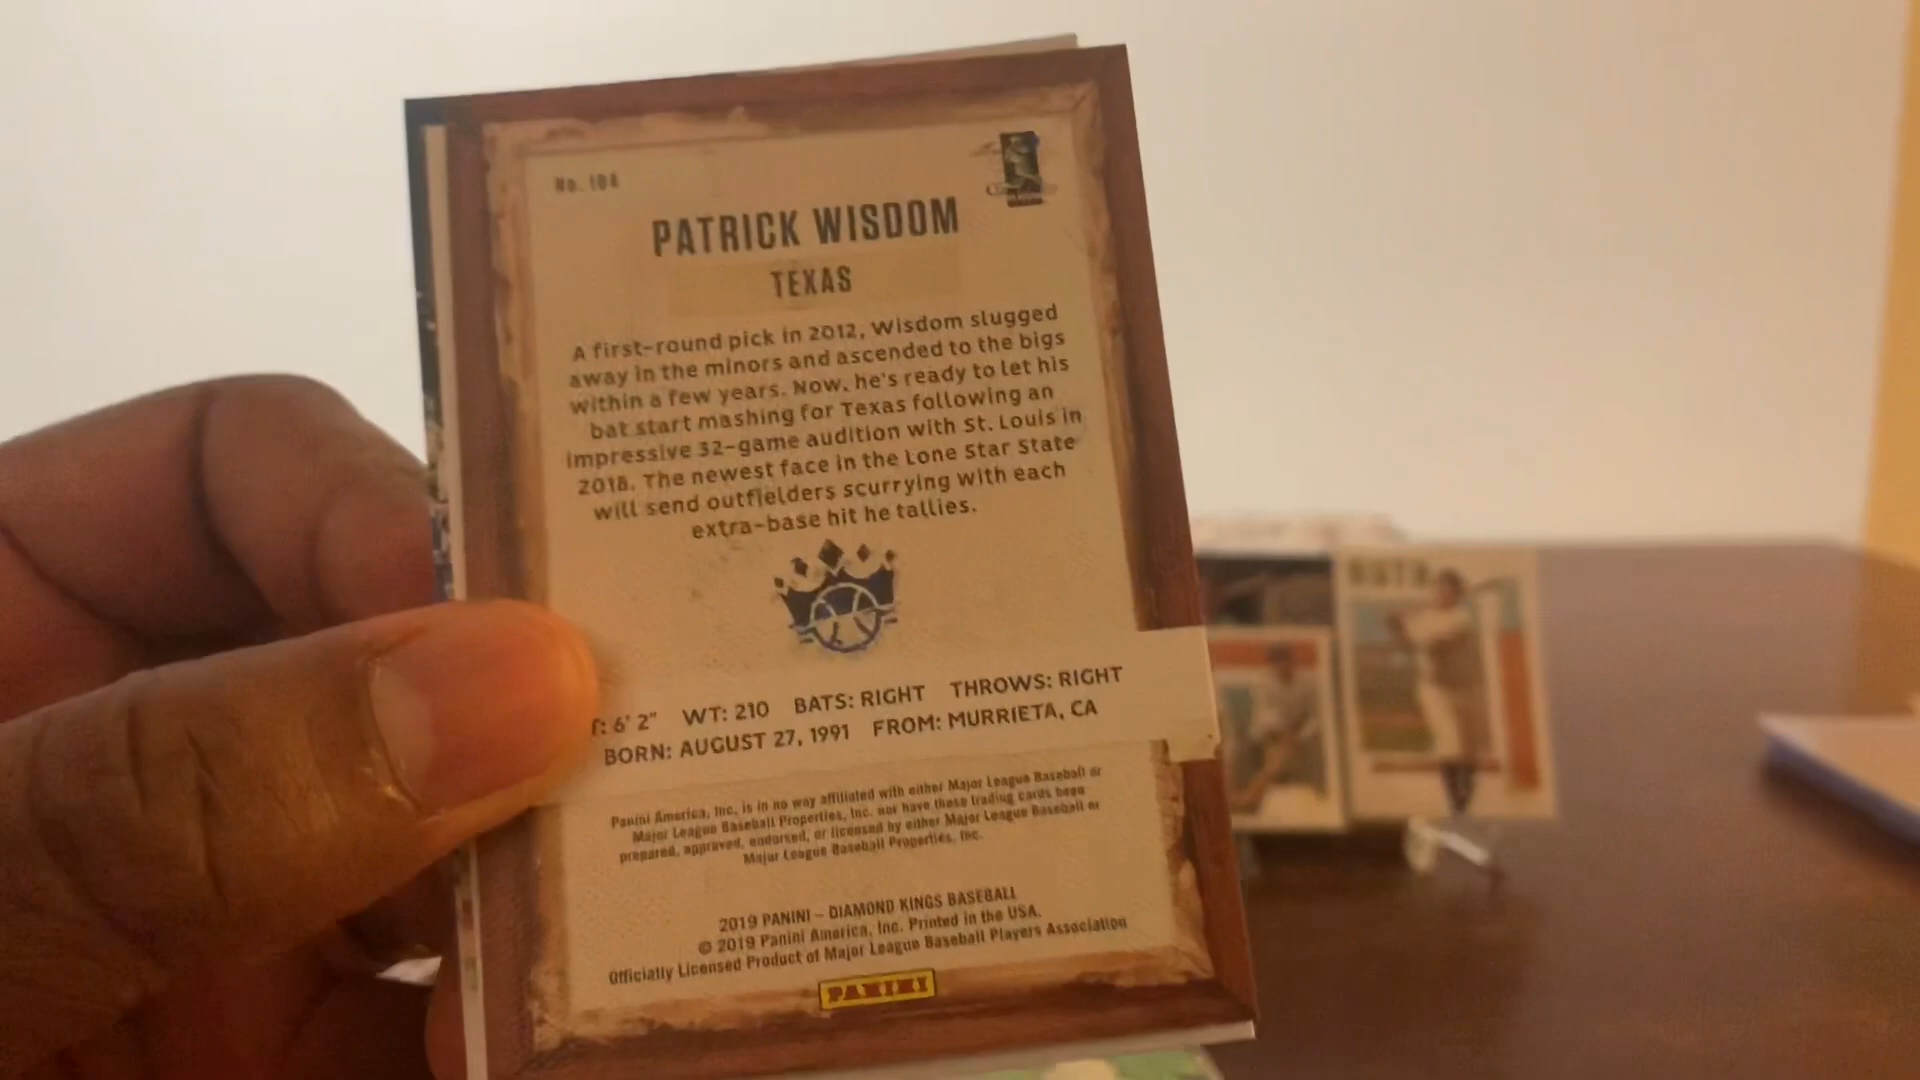 No. 104
PATRICK WISDOM
TEXAS
A first-round pick in 2012, Wisdom slugged
away in the minors and ascended to the bigs
within a few years. Now, he's ready to let his
bat start mashing for Texas following an
impressive 32-game audition with St. Louis in
2018. The newest face in the Lone Star State
will send outfielders scurrying with each
extra-base hit he tallies.
T: 6' 2" WT: 210 BATS: RIGHT THROWS: RIGHT
BORN: AUGUST 27, 1991 FROM: MURRIETA, CA
Panini America, Inc. is in no way affiliated with either Major League Baseball or
Major League Baseball Properties, Inc. nor have these trading cards been
prepared, approved, endorsed, or licensed by either Major League Baseball or
Major League Baseball Properties, Inc.
2019 PANINI – DIAMOND KINGS BASEBALL
© 2019 Panini America, Inc. Printed in the USA.
Officially Licensed Product of Major League Baseball Players Association
PANINI
RUTH